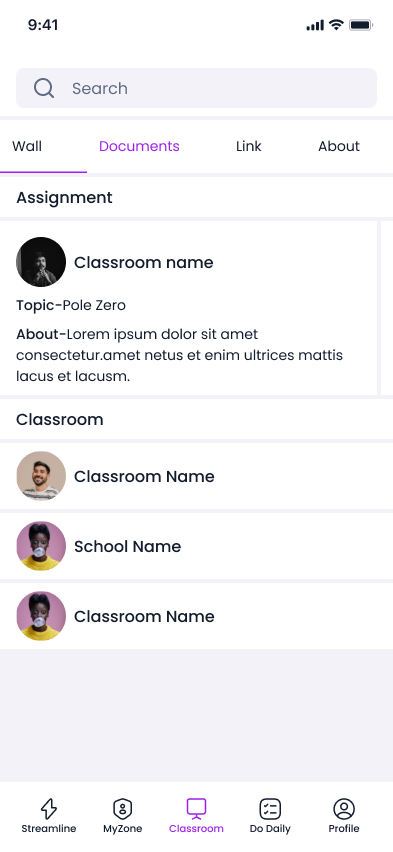 9:41
Search
Wall Documents Link About
Assignment
Classroom name
Topic-Pole Zero
About-Lorem ipsum dolor sit amet
consectetur.amet netus et enim ultrices mattis
lacus et lacusm.
Classroom
Classroom Name
School Name
Classroom Name
Streamline MyZone Classroom Do Daily Profile